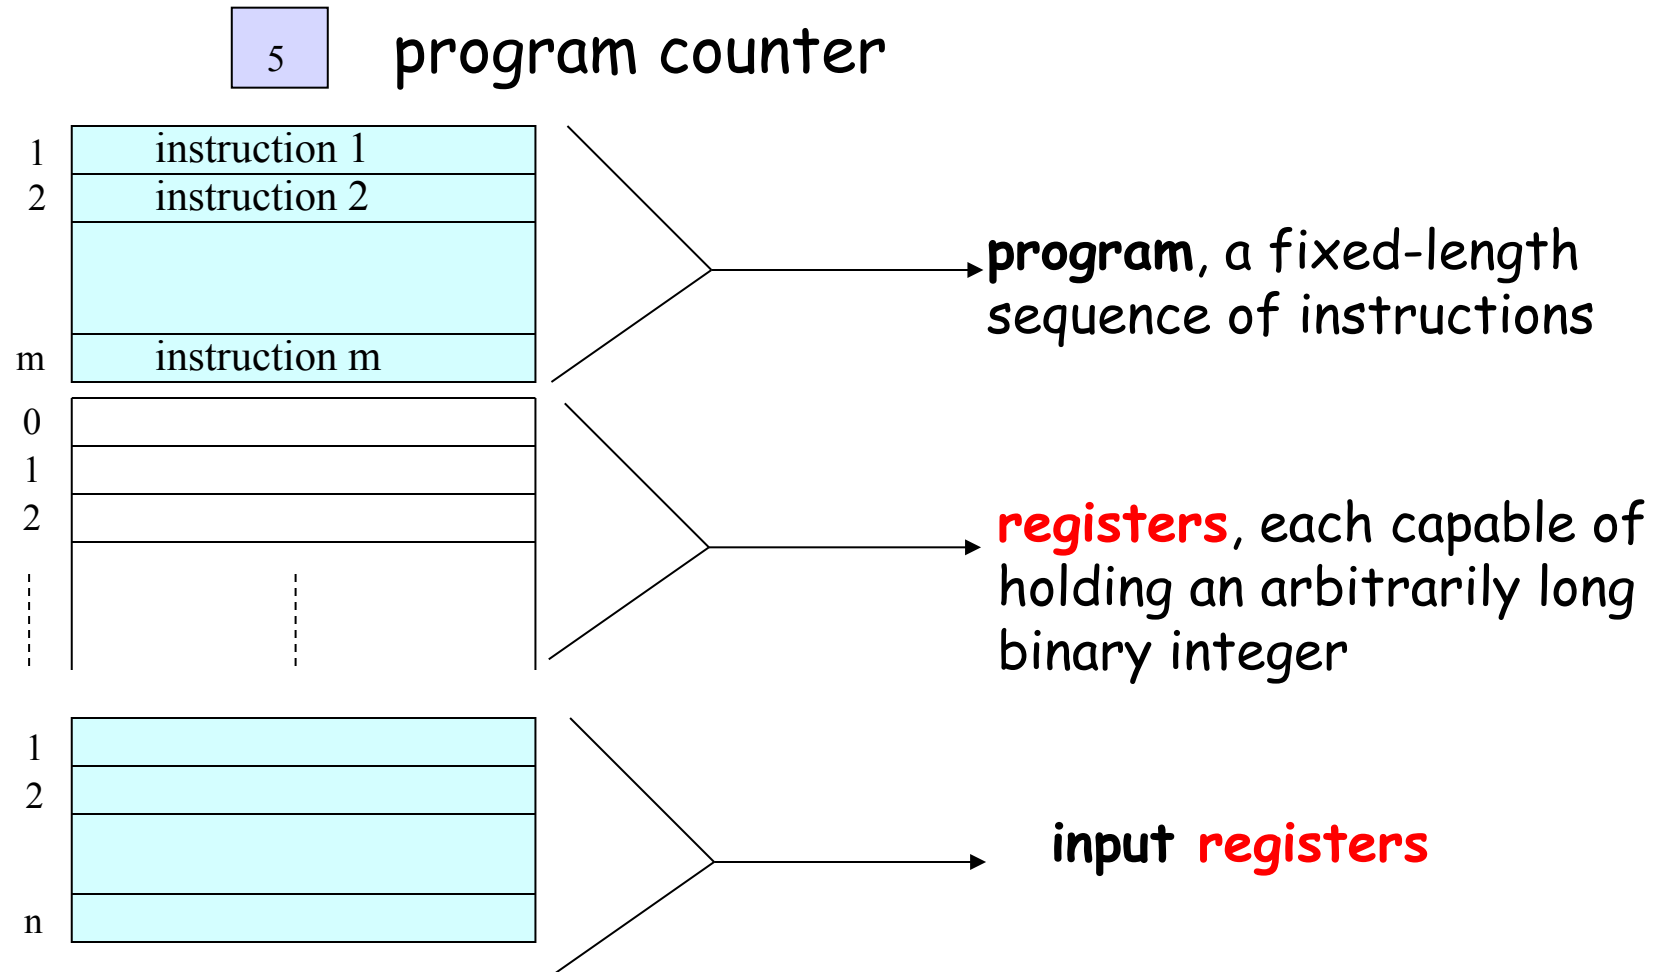 5 program counter
1 instruction 1
2 instruction 2
m instruction m
program, a fixed-length
sequence of instructions
0
1
2
registers, each capable of
holding an arbitrarily long
binary integer
1
2
n
input registers